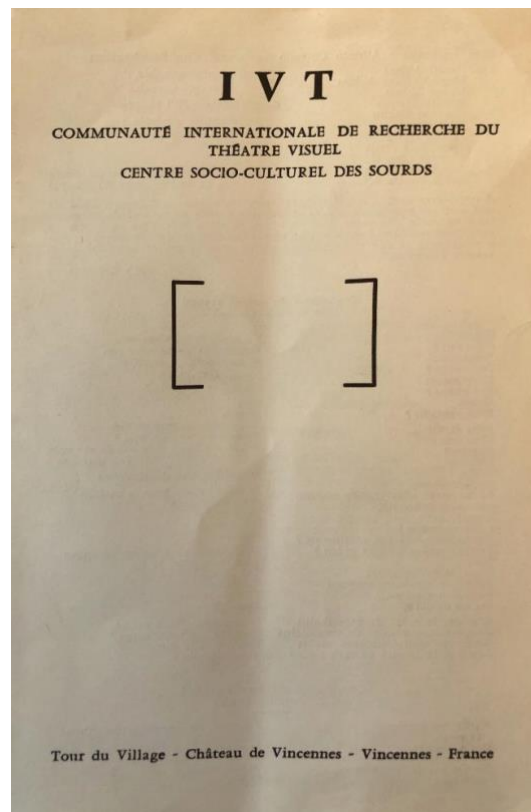 I V T
COMMUNAUTÉ INTERNATIONALE DE RECHERCHE DU
THÉATRE VISUEL
CENTRE SOCIO-CULTUREL DES SOURDS
[ ]
Tour du Village - Château de Vincennes - Vincennes - France